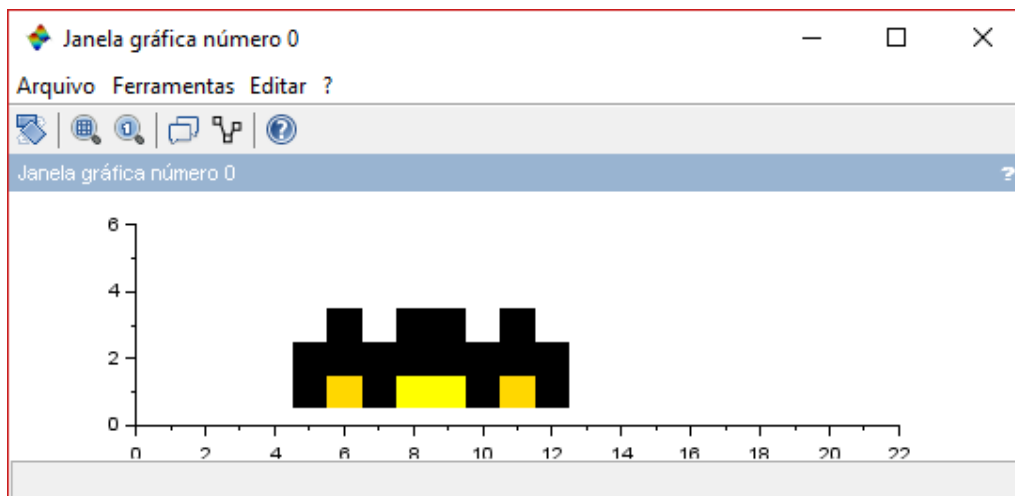 Janela gráfica número 0
Arquivo Ferramentas Editar ?
Janela gráfica número 0 ?
6
4
2
0
0 2 4 6 8 10 12 14 16 18 20 22